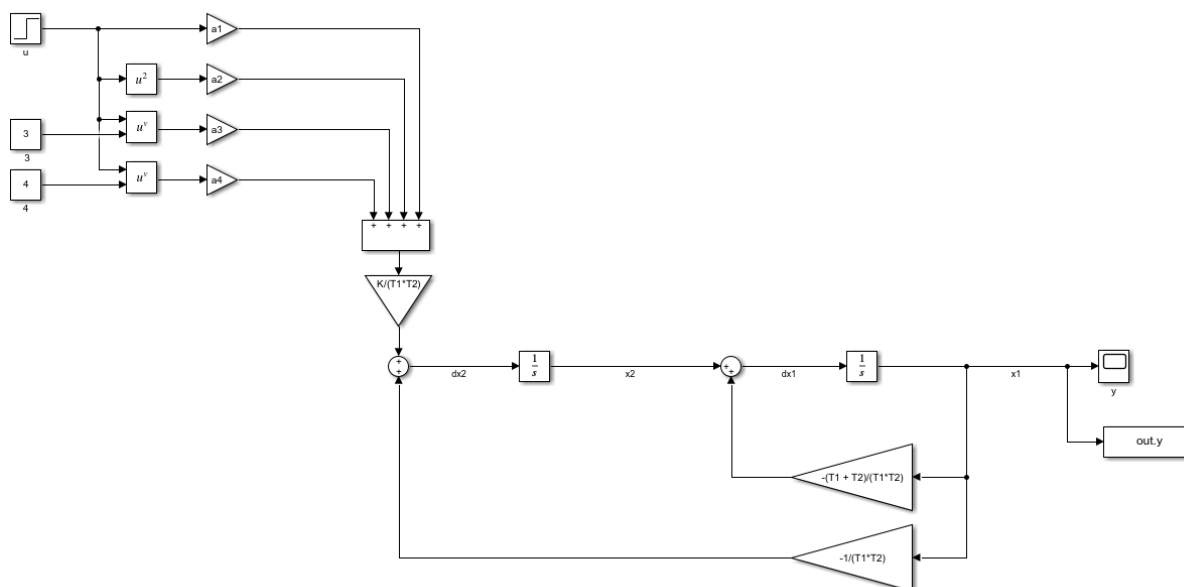 u
a1
u²
a2
3
3
uᵛ
a3
4
4
uᵛ
a4
+ + + +
K/(T1*T2)
+
+
dx2
1
s
x2
+
+
dx1
1
s
x1
y
out.y
-(T1 + T2)/(T1*T2)
-1/(T1*T2)